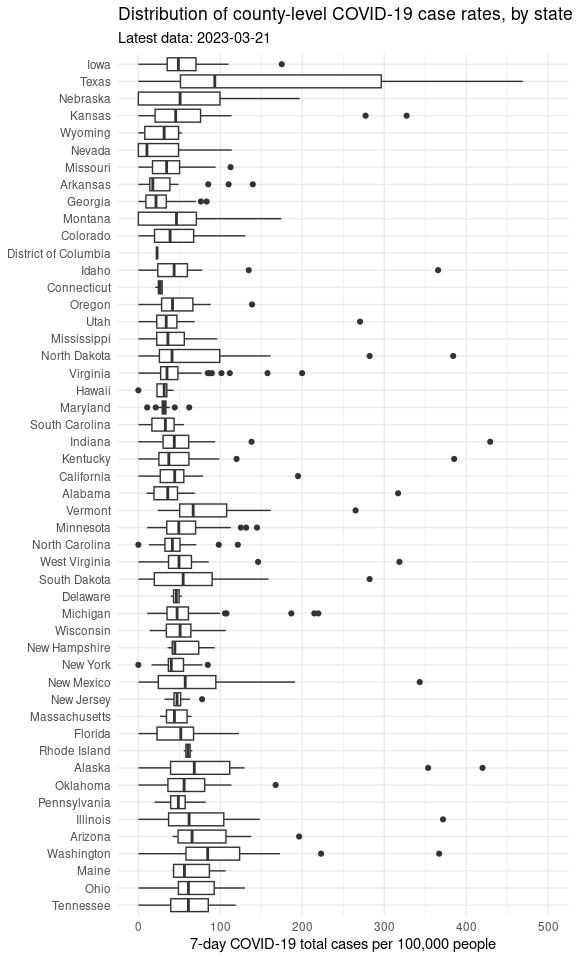 Distribution of county-level COVID-19 case rates, by state
Latest data: 2023-03-21
Iowa
Texas
Nebraska
Kansas
Wyoming
Nevada
Missouri
Arkansas
Georgia
Montana
Colorado
District of Columbia
Idaho
Connecticut
Oregon
Utah
Mississippi
North Dakota
Virginia
Hawaii
Maryland
South Carolina
Indiana
Kentucky
California
Alabama
Vermont
Minnesota
North Carolina
West Virginia
South Dakota
Delaware
Michigan
Wisconsin
New Hampshire
New York
New Mexico
New Jersey
Massachusetts
Florida
Rhode Island
Alaska
Oklahoma
Pennsylvania
Illinois
Arizona
Washington
Maine
Ohio
Tennessee
0 100 200 300 400 500
7-day COVID-19 total cases per 100,000 people